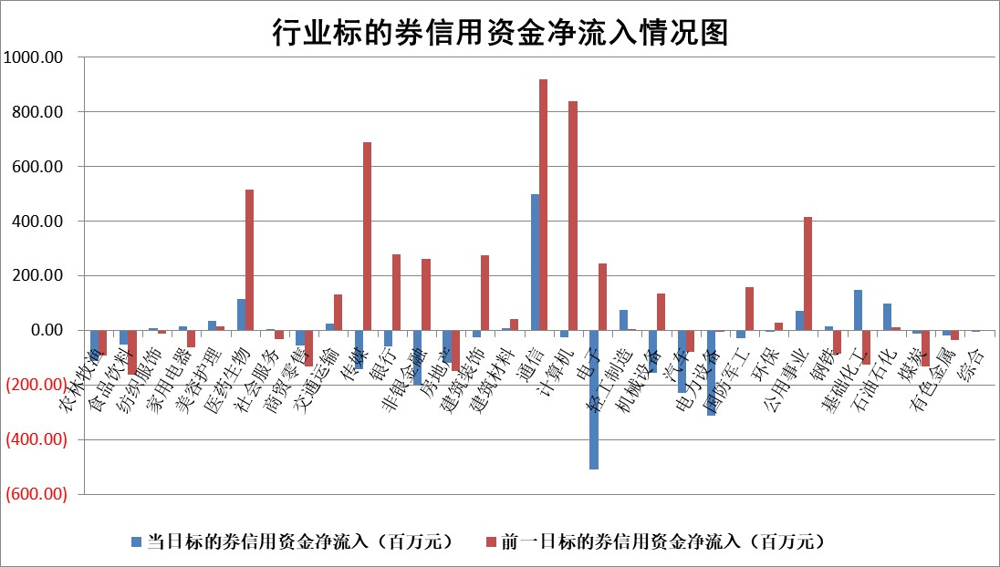 行业标的券信用资金净流入情况图
1000.00
800.00
600.00
400.00
200.00
0.00
(200.00)
(400.00)
(600.00)
农林牧渔
食品饮料
纺织服饰
家用电器
美容护理
医药生物
社会服务
商贸零售
交通运输
传媒
银行
非银金融
房地产
建筑装饰
建筑材料
通信
计算机
电子
轻工制造
机械设备
汽车
电力设备
国防军工
环保
公用事业
钢铁
基础化工
石油石化
煤炭
有色金属
综合
当日标的券信用资金净流入（百万元）
前一日标的券信用资金净流入（百万元）